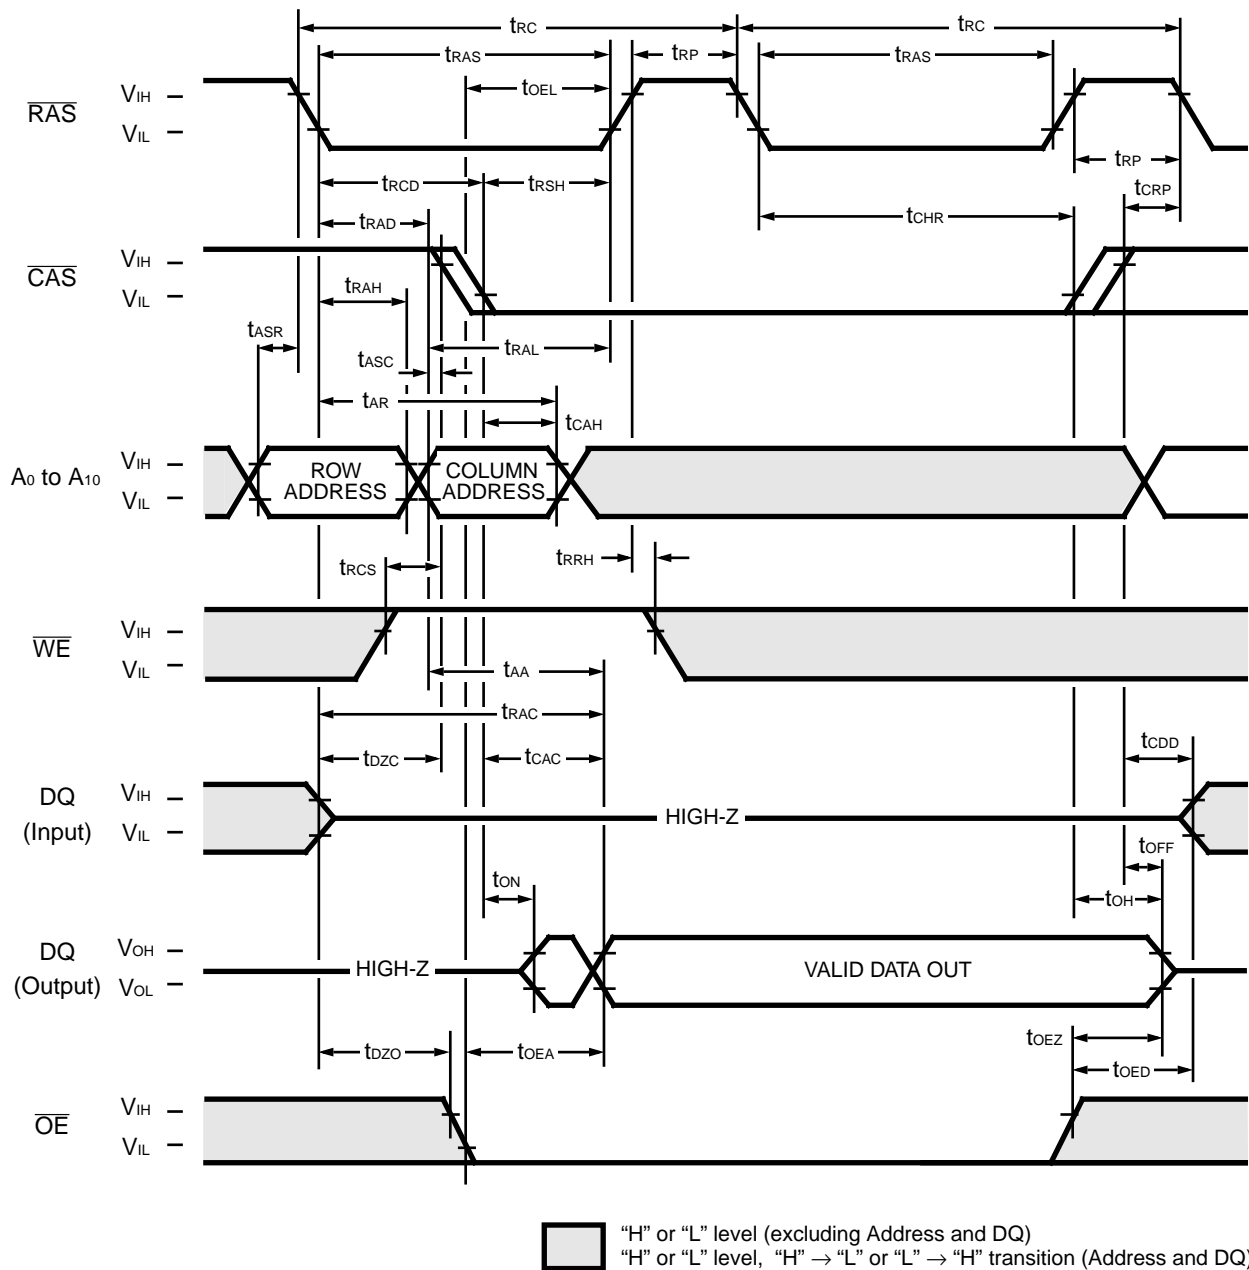 tRC tRC
tRAS tRP tRAS
tOEL
RAS VIH
VIL
tRP
tRCD tRSH
tCRP
tRAD tCHR
CAS VIH
VIL
tRAH
tASR
tRAL
tASC
tAR
tCAH
A0 to A10 VIH
VIL
ROW ADDRESS
COLUMN ADDRESS
tRRH
tRCS
WE VIH
VIL
tAA
tRAC
tDZC tCAC tCDD
DQ (Input) VIH
VIL
HIGH-Z
tOFF
tON tOH
DQ (Output) VOH
VOL
HIGH-Z VALID DATA OUT
tDZO tOEA tOEZ
tOED
OE VIH
VIL
“H” or “L” level (excluding Address and DQ)
“H” or “L” level, “H” → “L” or “L” → “H” transition (Address and DQ)